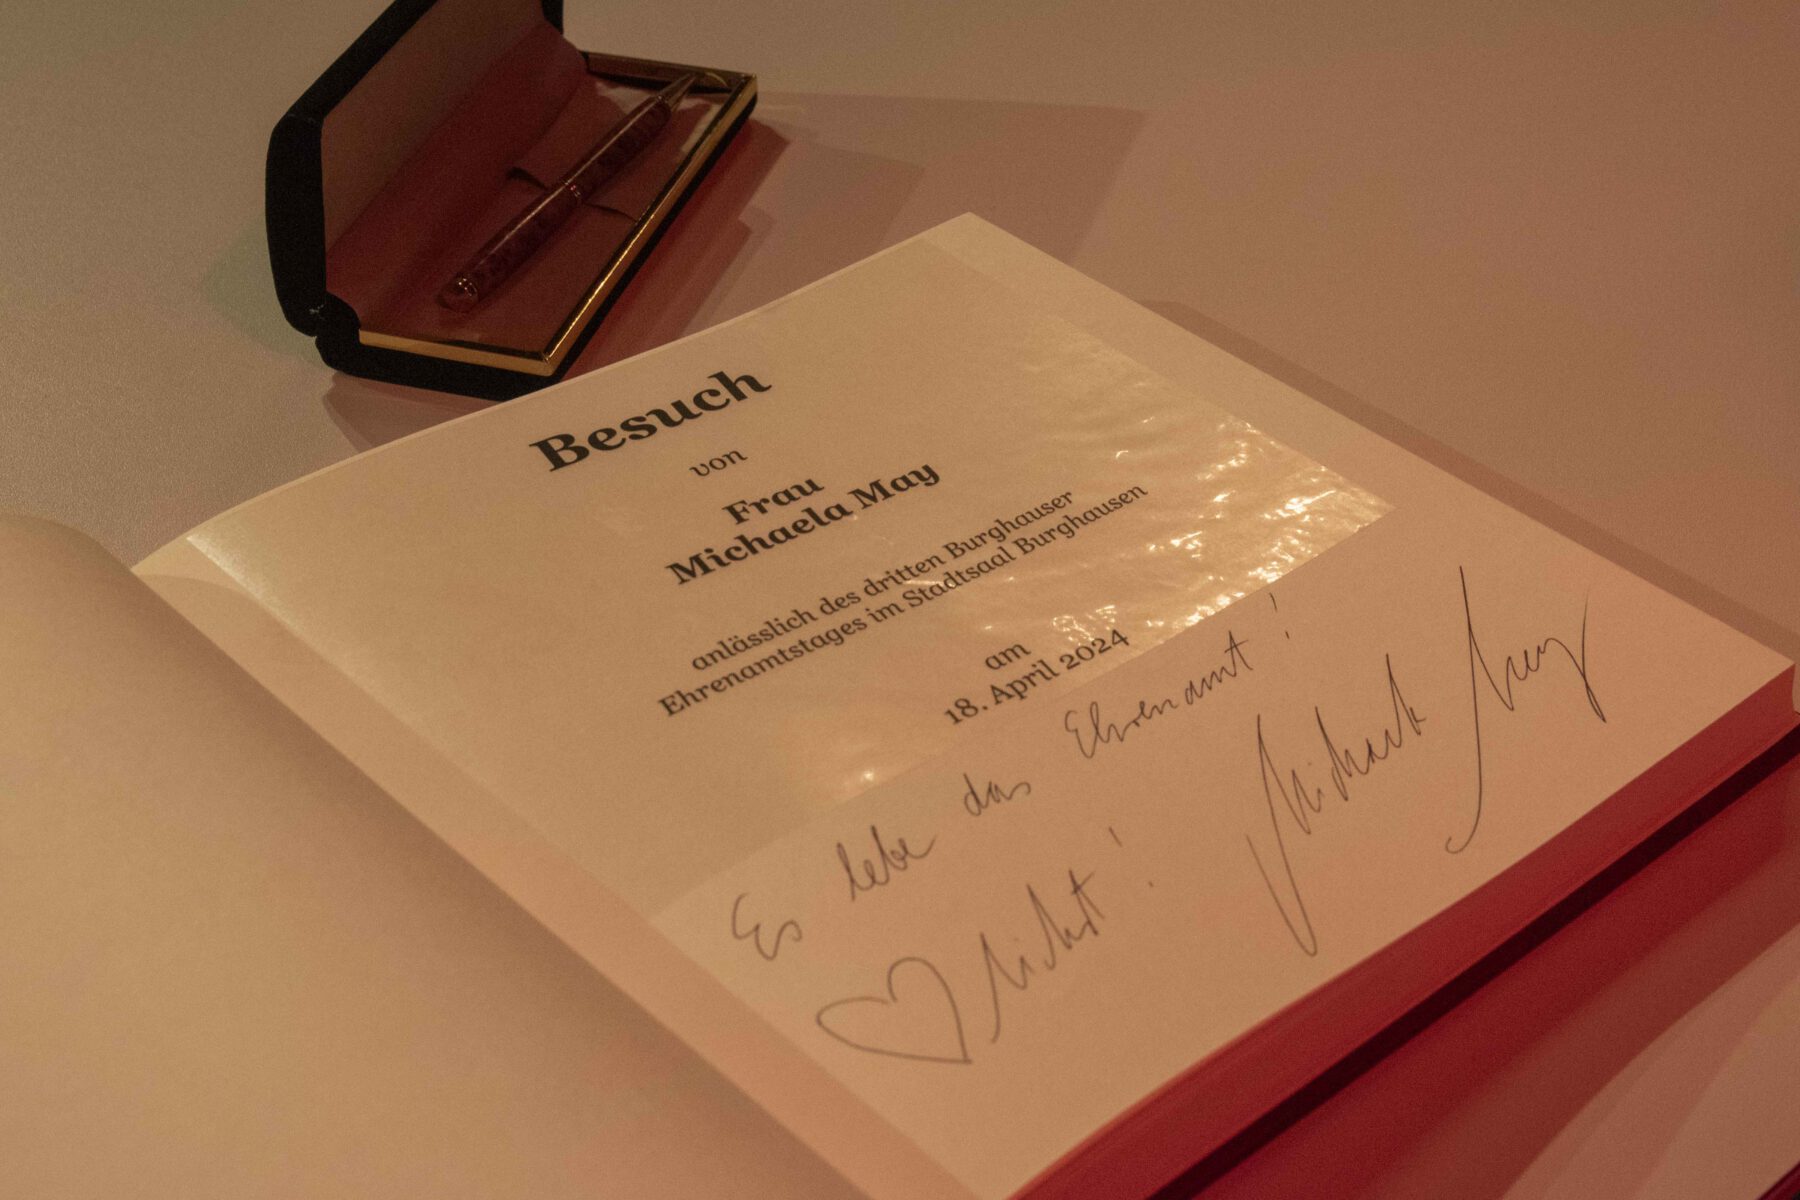 Besuch
von
Frau
Michaela May
anlässlich des dritten Burghauser
Ehrenamtstages im Stadtsaal Burghausen
am
18. April 2024
Es lebe das Ehrenamt!
♡lichst! Michaela May